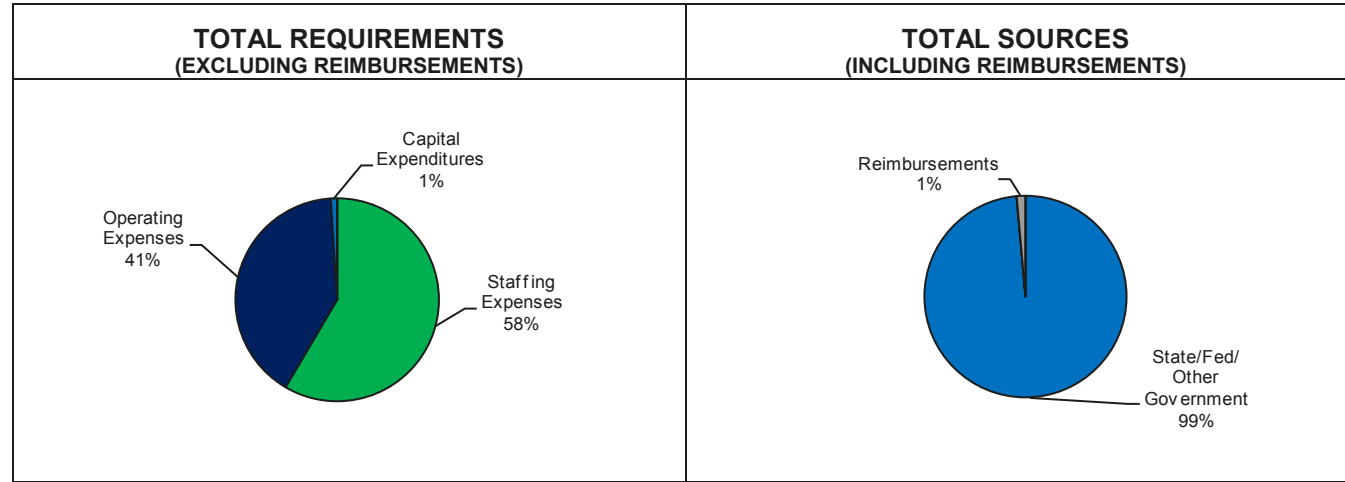 TOTAL REQUIREMENTS
(EXCLUDING REIMBURSEMENTS)
TOTAL SOURCES
(INCLUDING REIMBURSEMENTS)
Capital
Expenditures
1%
Operating
Expenses
41%
Staffing
Expenses
58%
Reimbursements
1%
State/Fed/
Other
Government
99%